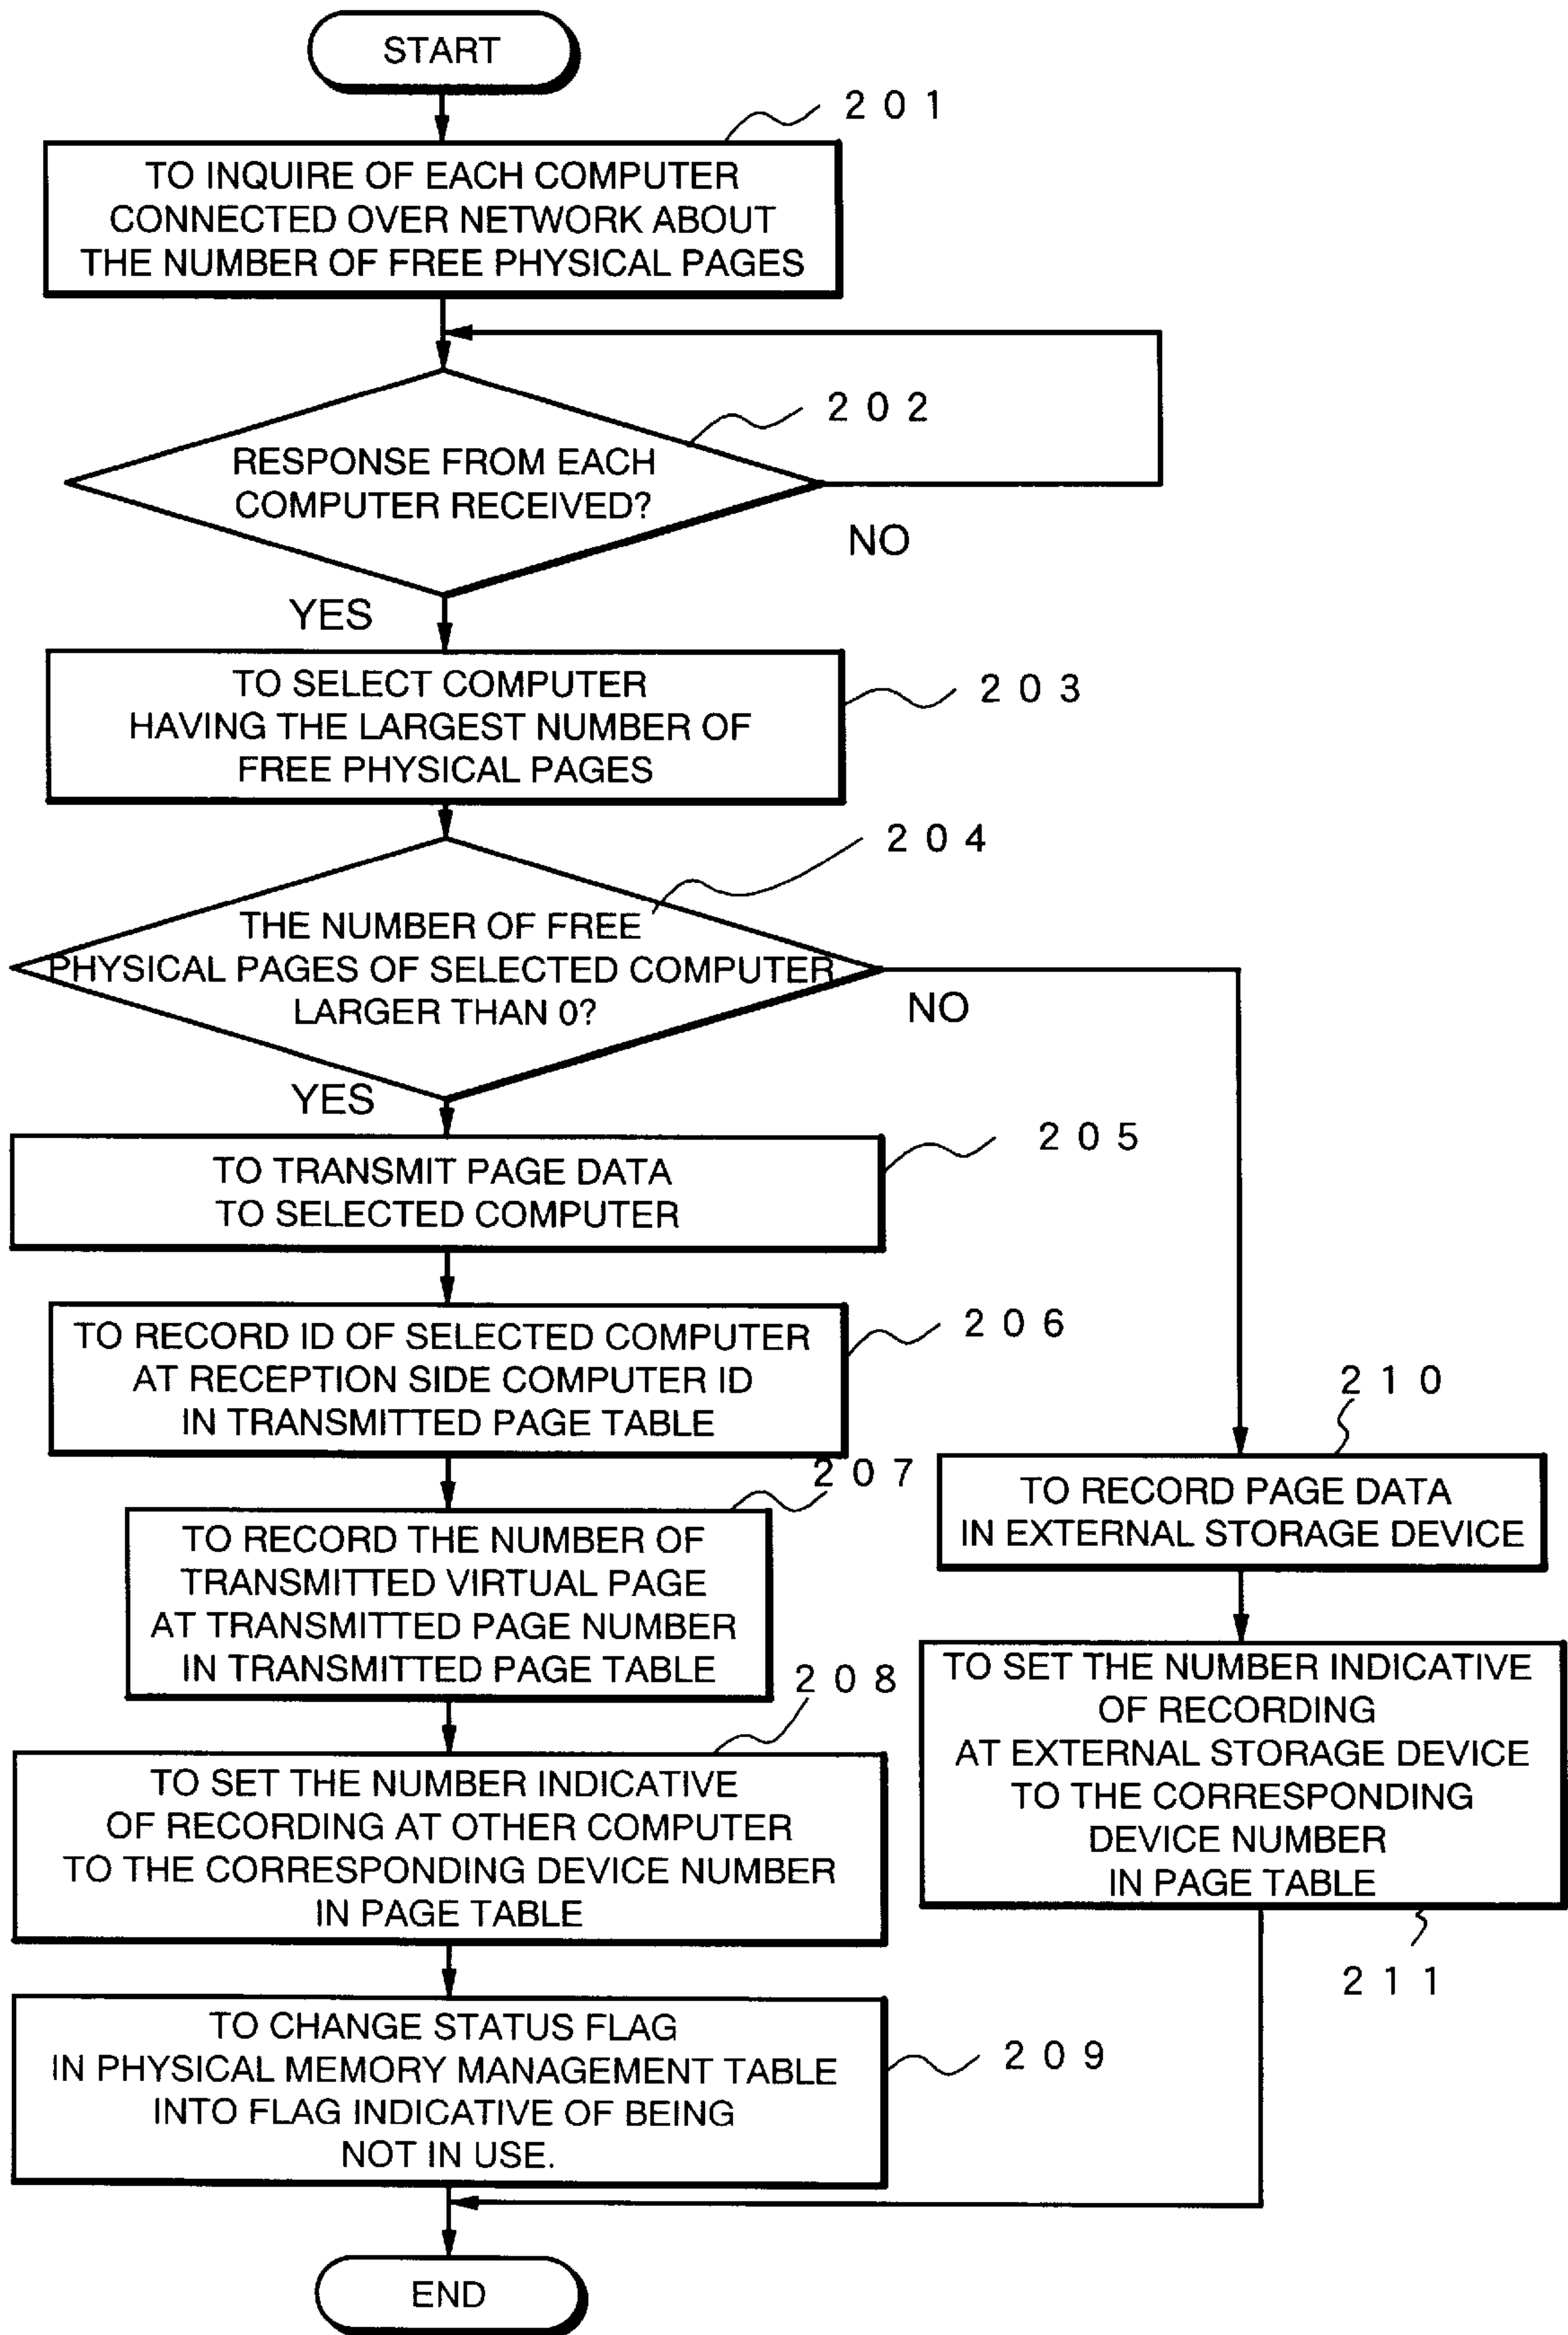 START
201
TO INQUIRE OF EACH COMPUTER
CONNECTED OVER NETWORK ABOUT
THE NUMBER OF FREE PHYSICAL PAGES
202
RESPONSE FROM EACH
COMPUTER RECEIVED?
NO
YES
TO SELECT COMPUTER
HAVING THE LARGEST NUMBER OF
FREE PHYSICAL PAGES
203
204
THE NUMBER OF FREE
PHYSICAL PAGES OF SELECTED COMPUTER
LARGER THAN 0?
NO
YES
TO TRANSMIT PAGE DATA
TO SELECTED COMPUTER
205
TO RECORD ID OF SELECTED COMPUTER
AT RECEPTION SIDE COMPUTER ID
IN TRANSMITTED PAGE TABLE
206
207
TO RECORD THE NUMBER OF
TRANSMITTED VIRTUAL PAGE
AT TRANSMITTED PAGE NUMBER
IN TRANSMITTED PAGE TABLE
208
TO SET THE NUMBER INDICATIVE
OF RECORDING AT OTHER COMPUTER
TO THE CORRESPONDING DEVICE NUMBER
IN PAGE TABLE
TO CHANGE STATUS FLAG
IN PHYSICAL MEMORY MANAGEMENT TABLE
INTO FLAG INDICATIVE OF BEING
NOT IN USE.
209
210
TO RECORD PAGE DATA
IN EXTERNAL STORAGE DEVICE
TO SET THE NUMBER INDICATIVE
OF RECORDING
AT EXTERNAL STORAGE DEVICE
TO THE CORRESPONDING
DEVICE NUMBER
IN PAGE TABLE
211
END